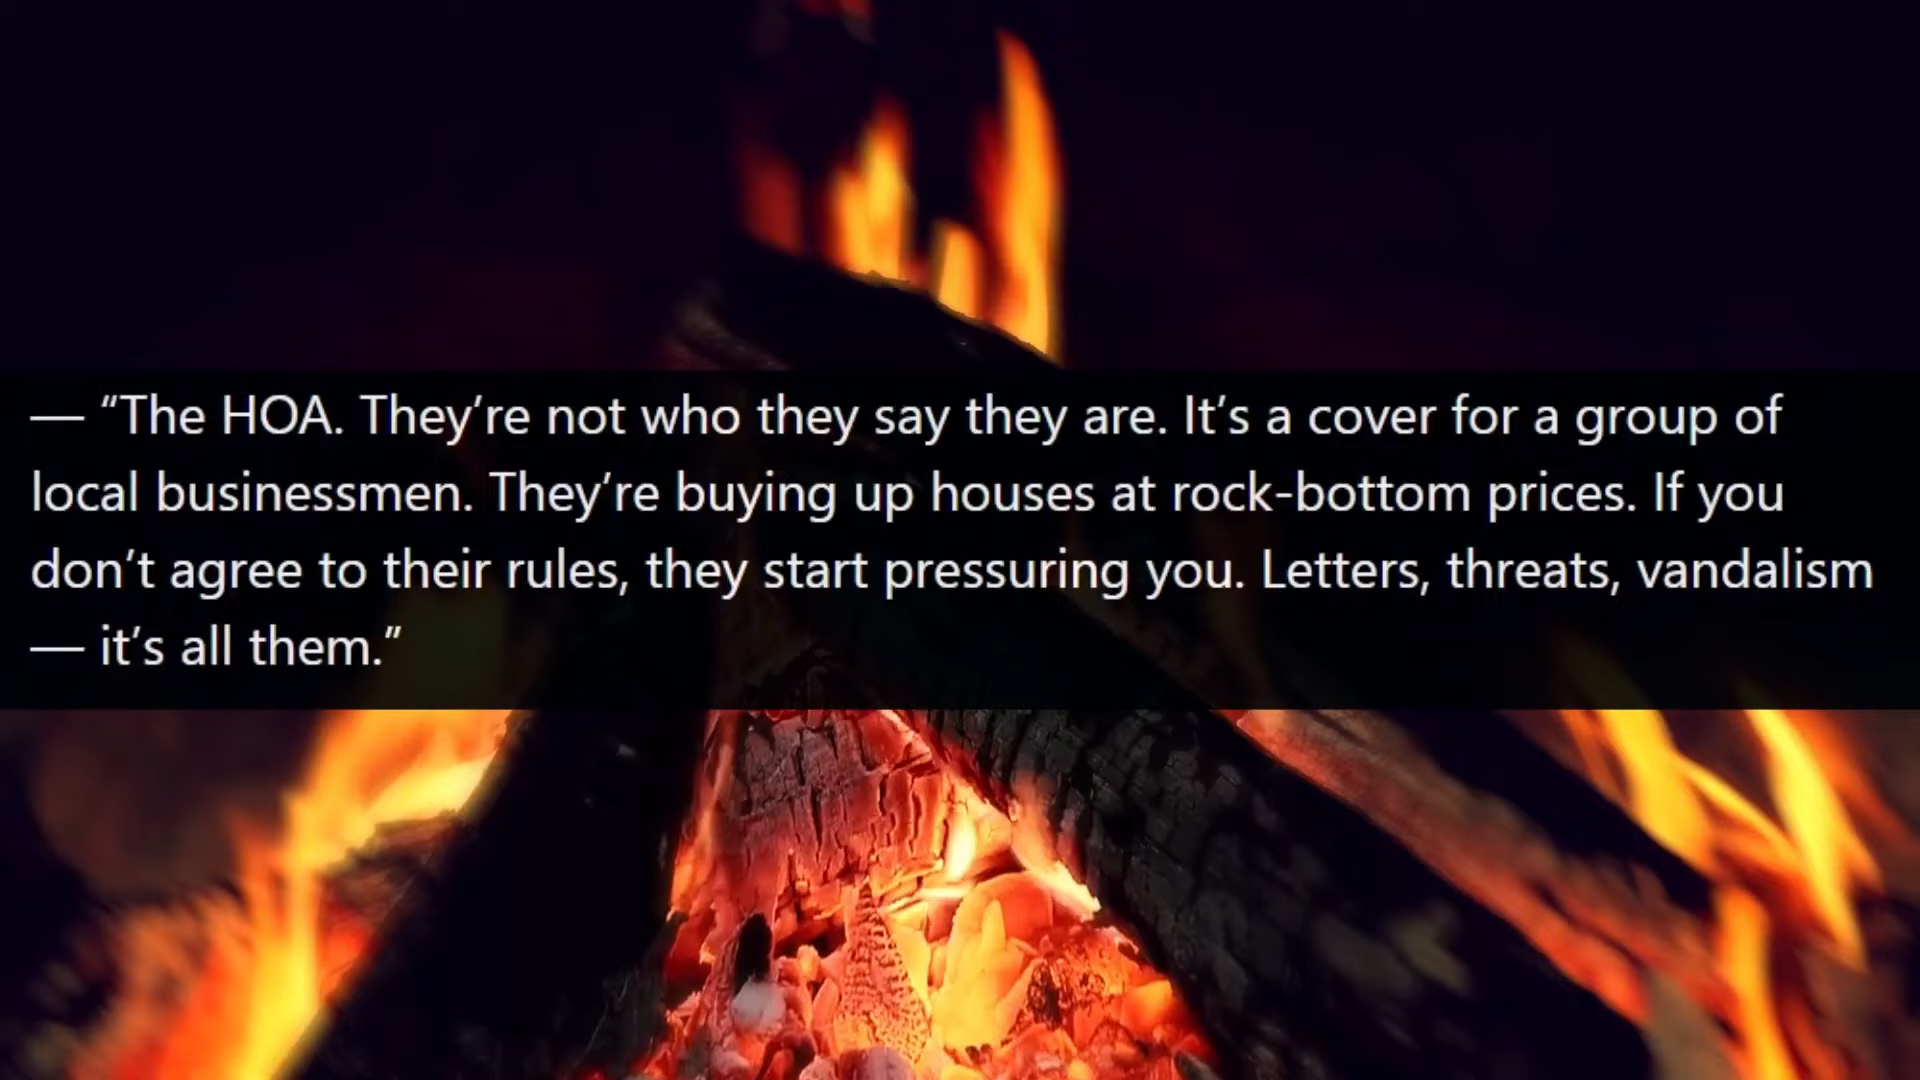 — “The HOA. They’re not who they say they are. It’s a cover for a group of
local businessmen. They’re buying up houses at rock-bottom prices. If you
don’t agree to their rules, they start pressuring you. Letters, threats, vandalism
— it’s all them.”